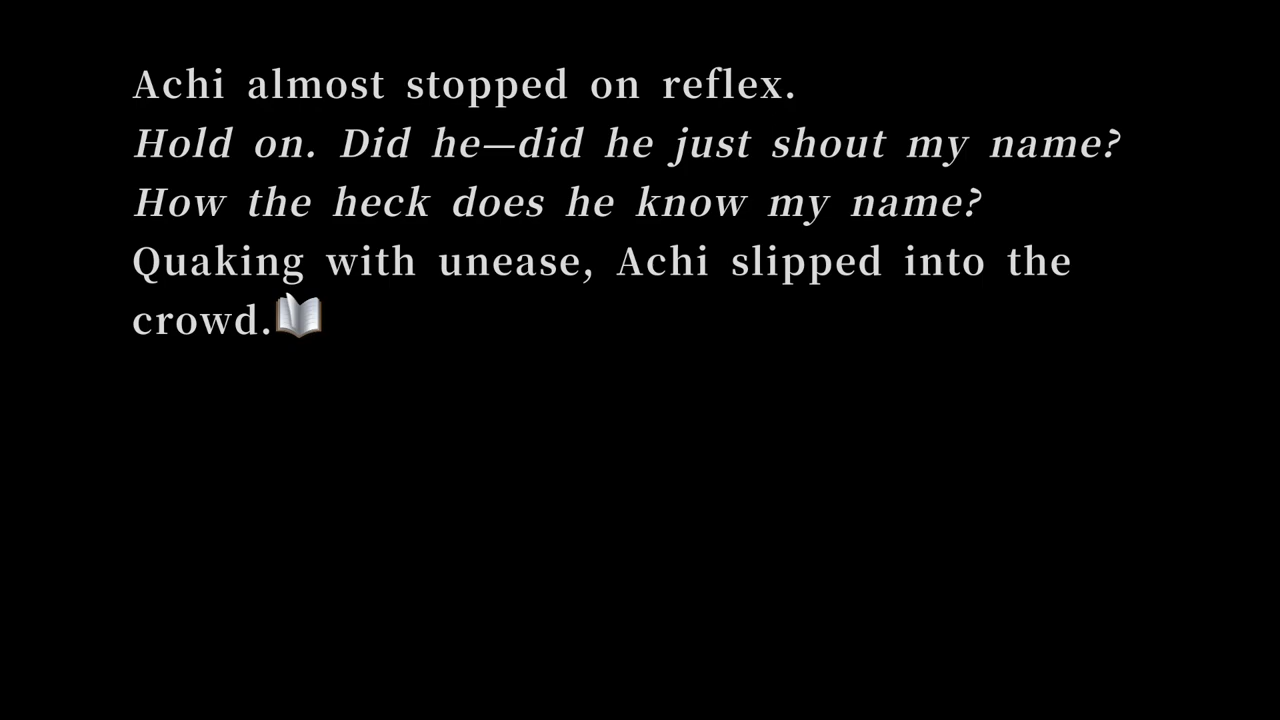 Achi almost stopped on reflex.
Hold on. Did he—did he just shout my name?
How the heck does he know my name?
Quaking with unease, Achi slipped into the
crowd.